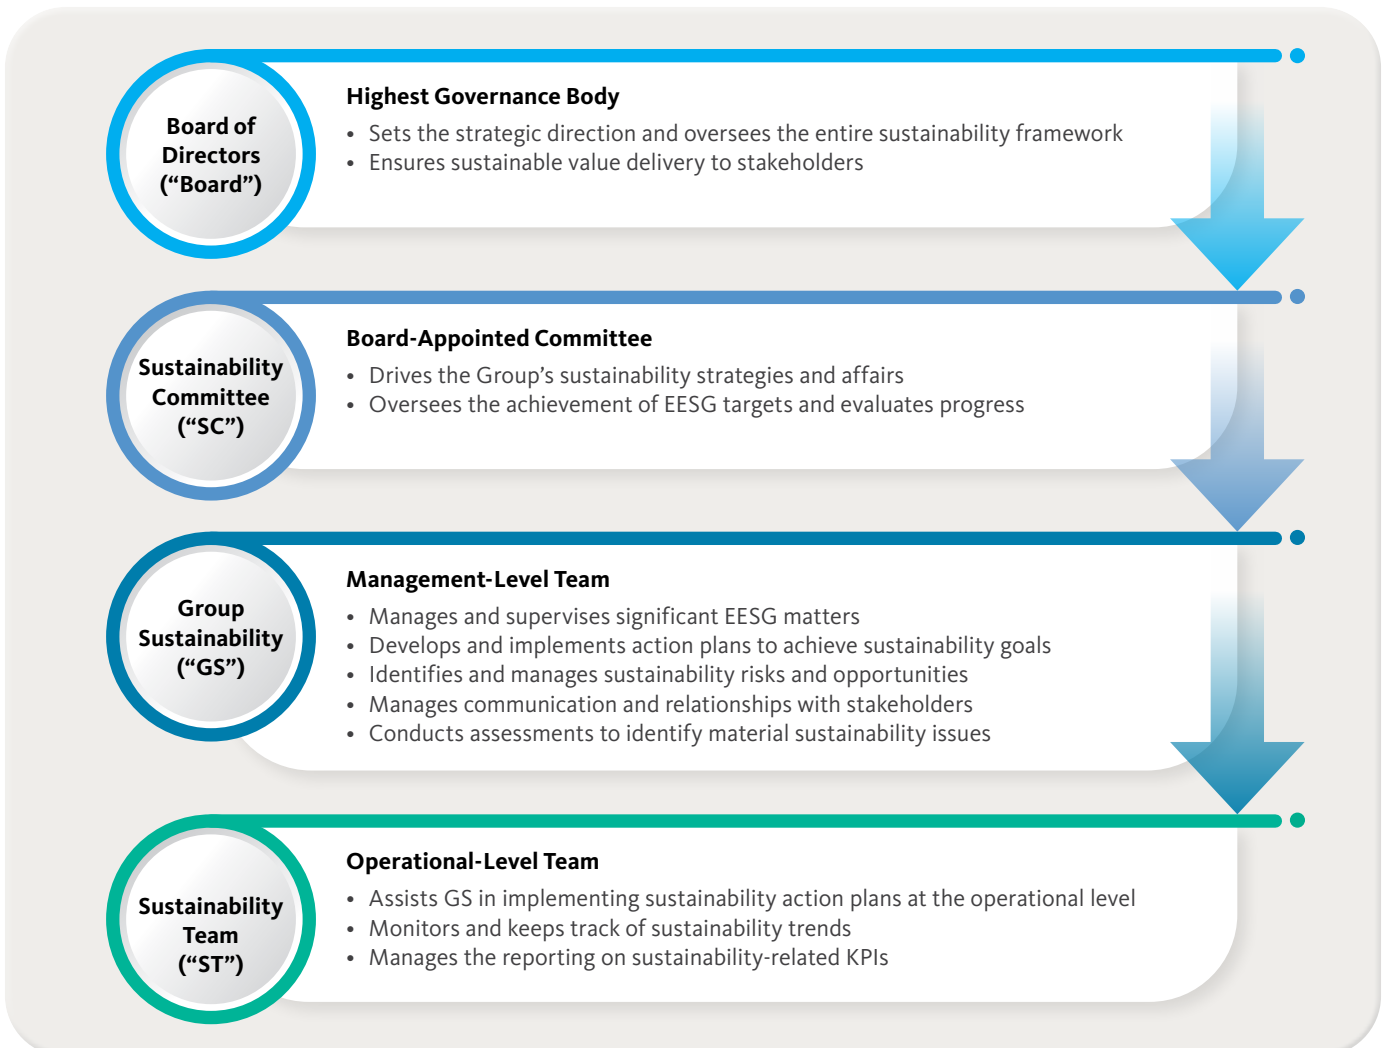 Board of
Directors
(“Board”)
Highest Governance Body
• Sets the strategic direction and oversees the entire sustainability framework
• Ensures sustainable value delivery to stakeholders
Sustainability
Committee
(“SC”)
Board-Appointed Committee
• Drives the Group’s sustainability strategies and affairs
• Oversees the achievement of EESG targets and evaluates progress
Group
Sustainability
(“GS”)
Management-Level Team
• Manages and supervises significant EESG matters
• Develops and implements action plans to achieve sustainability goals
• Identifies and manages sustainability risks and opportunities
• Manages communication and relationships with stakeholders
• Conducts assessments to identify material sustainability issues
Sustainability
Team
(“ST”)
Operational-Level Team
• Assists GS in implementing sustainability action plans at the operational level
• Monitors and keeps track of sustainability trends
• Manages the reporting on sustainability-related KPIs